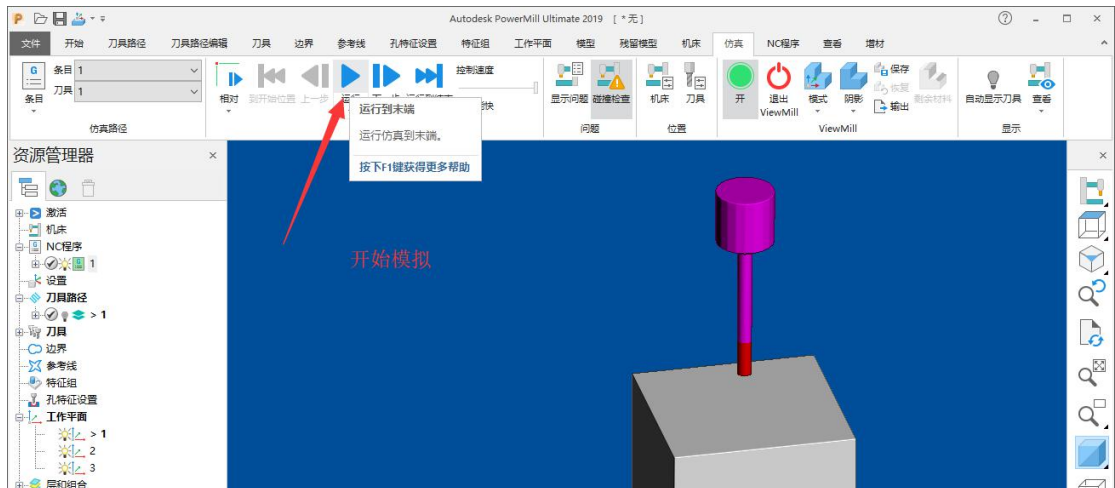 Autodesk PowerMill Ultimate 2019 [ *无 ]
文件 开始 刀具路径 刀具路径编辑 刀具 边界 参考线 孔特征设置 特征组 工作平面 模型 残留模型 机床 仿真 NC程序 查看 增材
条目 1
刀具 1
控制速度
保存
恢复
输出
条目 相对 到开始位置 上一步 运行 快 显示问题 碰撞检查 机床 刀具 开 退出 ViewMill 模式 阴影 剩余材料 自动显示刀具 查看
仿真路径 问题 位置 ViewMill 显示
运行到末端
运行仿真到末端。
按下F1键获得更多帮助
开始模拟
资源管理器
激活
机床
NC程序
1
设置
刀具路径
> 1
刀具
边界
参考线
特征组
孔特征设置
工作平面
> 1
2
3
层和组合